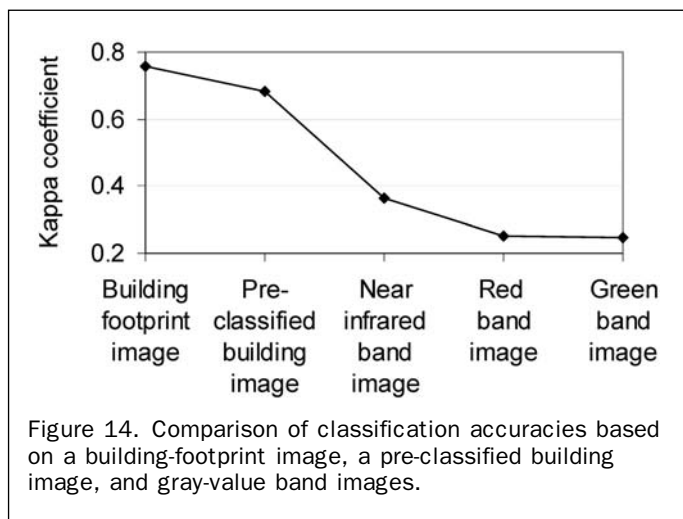 0.8
0.6
0.4
0.2
Kappa coefficient
Building footprint image
Pre-classified building image
Near infrared band image
Red band image
Green band image
Figure 14. Comparison of classification accuracies based
on a building-footprint image, a pre-classified building
image, and gray-value band images.